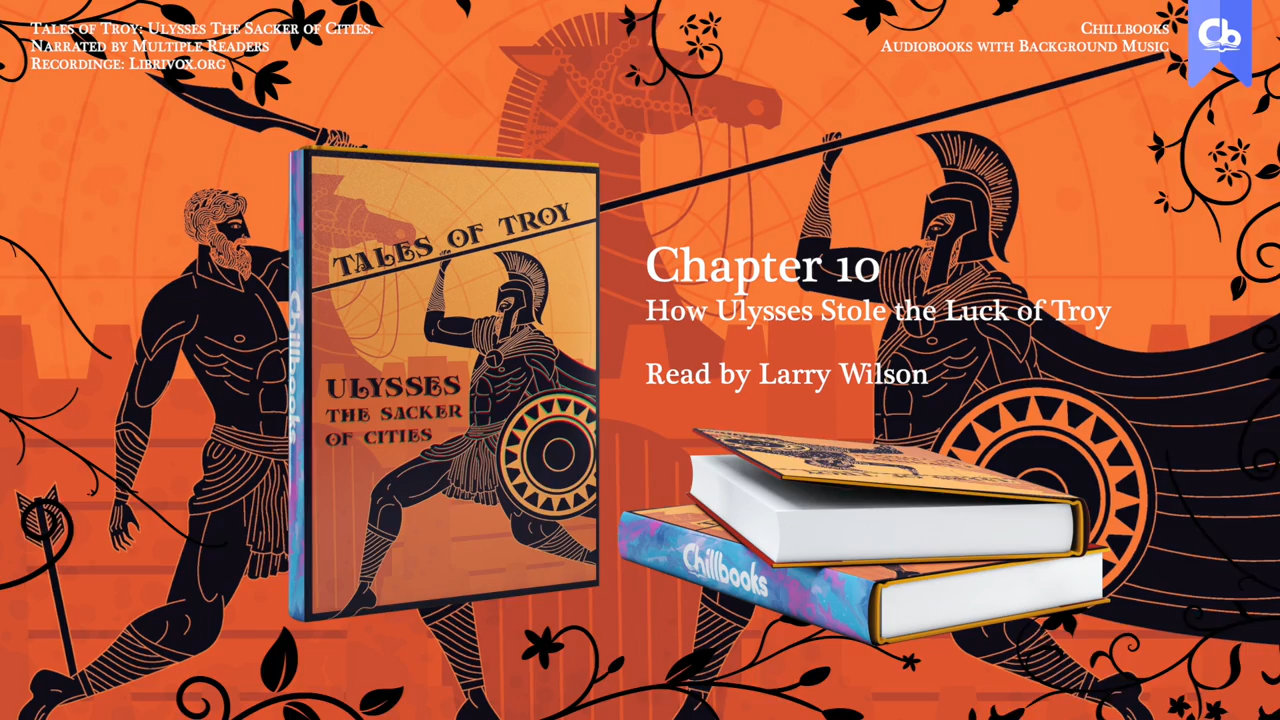 Tales of Troy: Ulysses The Sacker of Cities.
Narrated by Multiple Readers
Recordinge: Librivox.org
Chillbooks
Audiobooks with Background Music
Cb
TALES OF TROY
ULYSSES
THE SACKER
OF CITIES
Chillbooks
Chapter 10
How Ulysses Stole the Luck of Troy
Read by Larry Wilson
Chillbooks